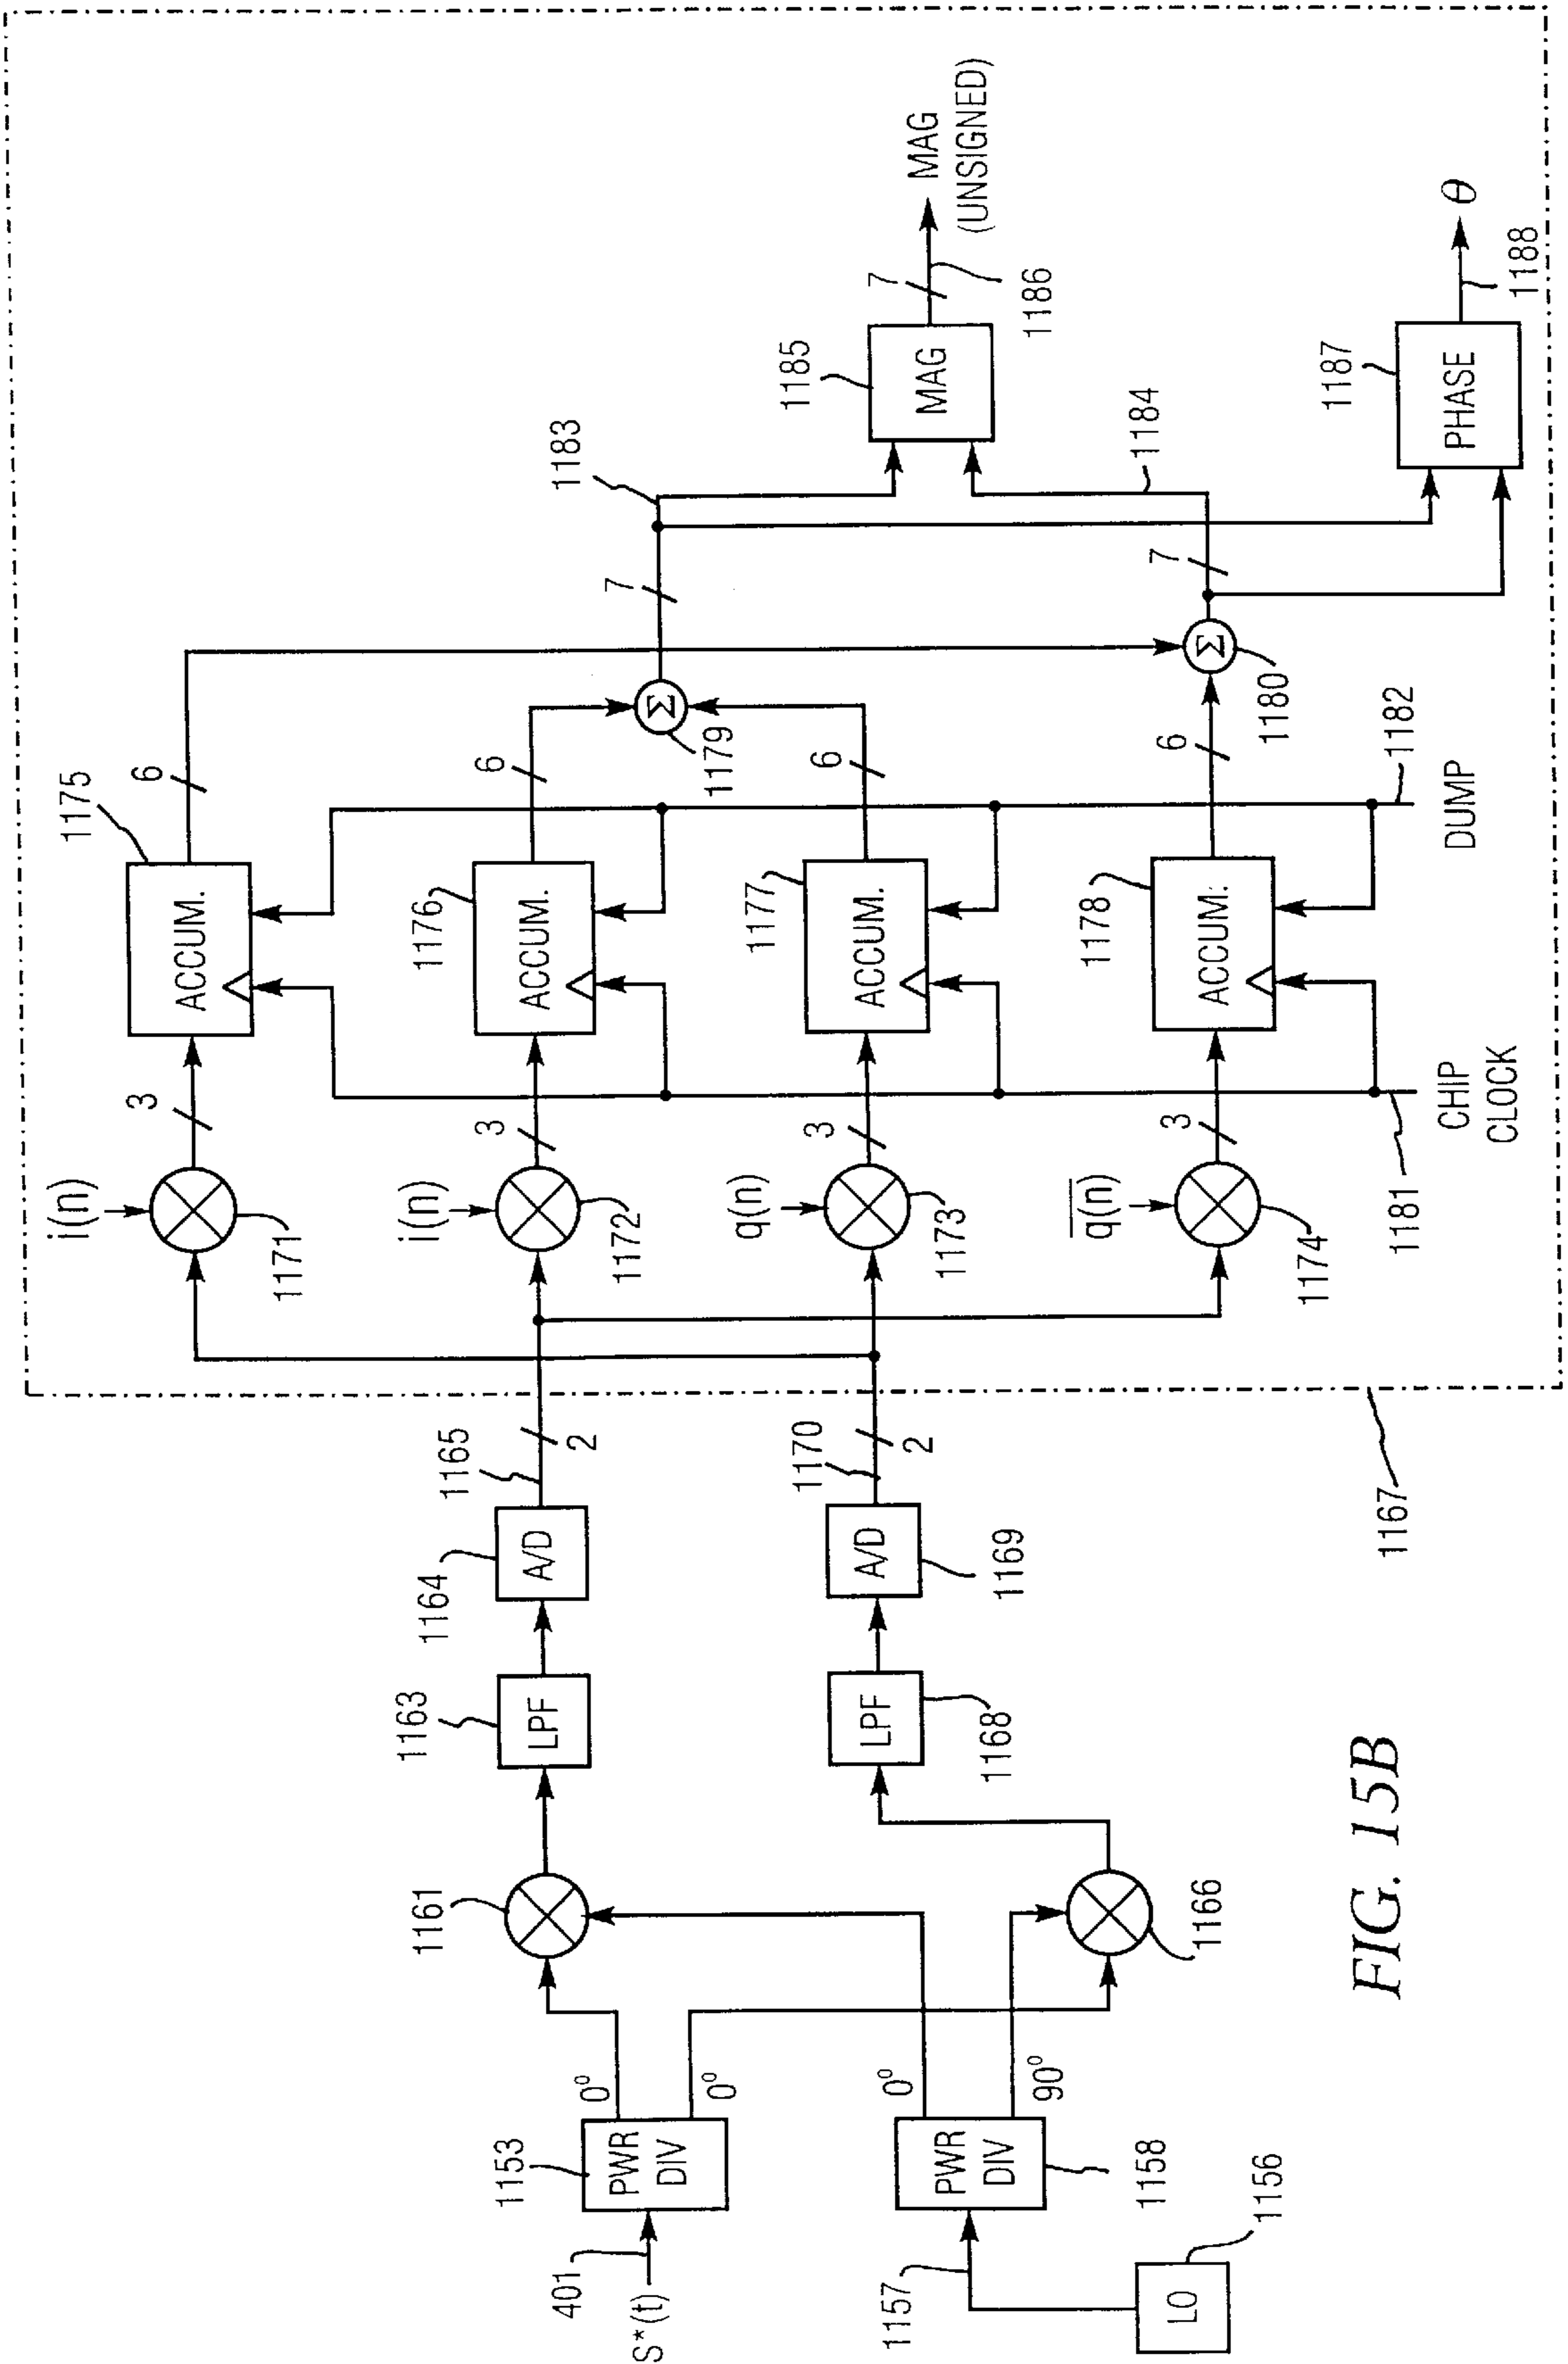 i(n)
1171
3
1175
ACCUM.
6
i(n)
1172
3
1176
ACCUM.
6
1183
q(n)
1173
3
1177
ACCUM.
6
Σ
1179
7
q̅(̅n̅)̅
1174
3
1178
ACCUM.
6
Σ
1180
7
1181
CHIP
CLOCK
DUMP
1182
1184
1185
MAG
7
1186
MAG
(UNSIGNED)
1187
PHASE
1188
θ
S*(t)
401
1153
PWR
DIV
0°
0°
1161
1163
LPF
1164
A/D
1165
2
LO
1156
1157
PWR
DIV
1158
0°
90°
1166
LPF
1168
A/D
1169
1170
2
1167
FIG. 15B